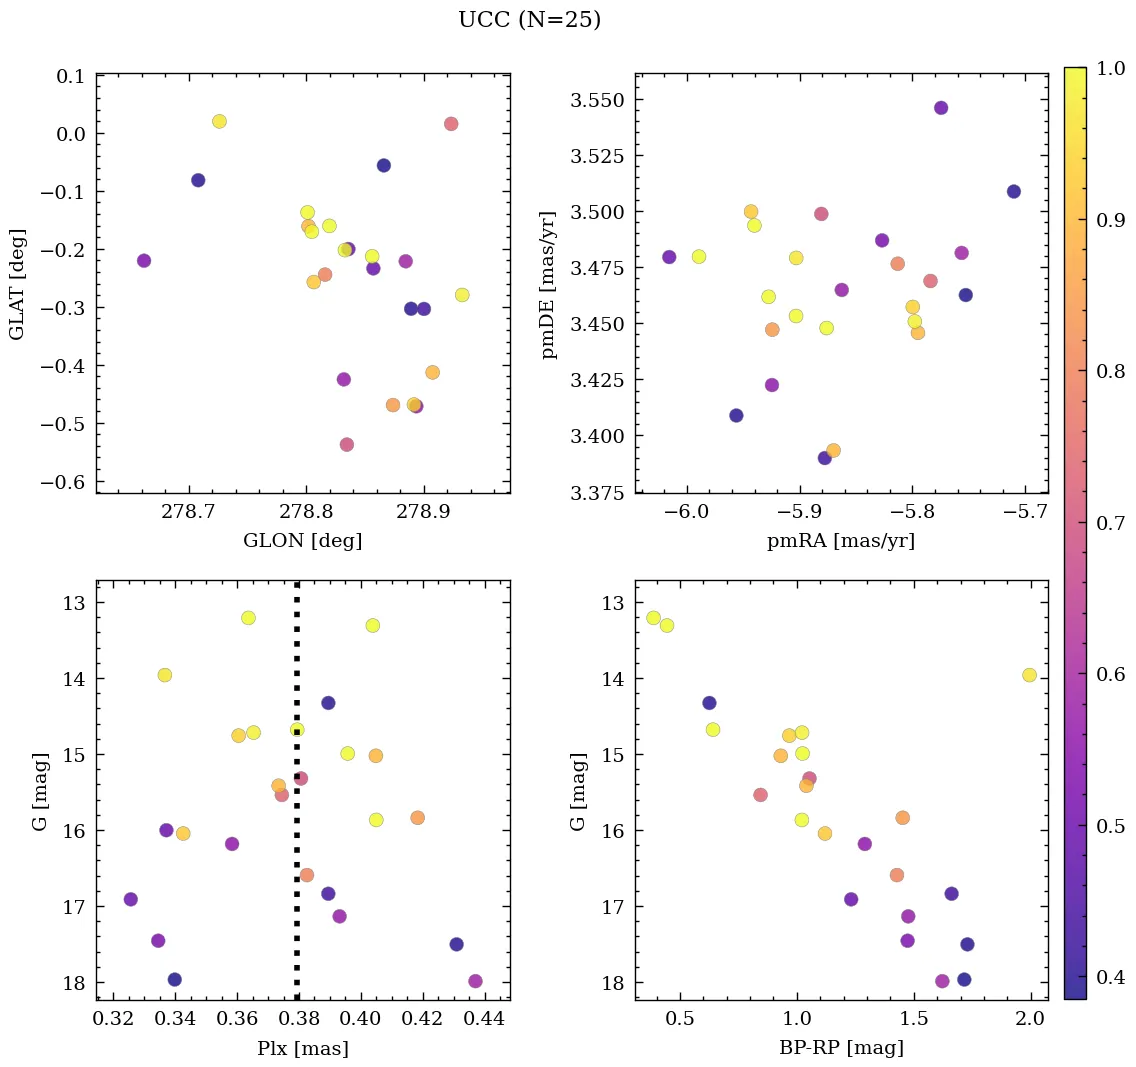 UCC (N=25)
0.1
0.0
−0.1
−0.2
−0.3
−0.4
−0.5
−0.6
GLAT [deg]
278.7 278.8 278.9
GLON [deg]
3.550
3.525
3.500
3.475
3.450
3.425
3.400
3.375
pmDE [mas/yr]
−6.0 −5.9 −5.8 −5.7
pmRA [mas/yr]
13
14
15
16
17
18
G [mag]
0.32 0.34 0.36 0.38 0.40 0.42 0.44
Plx [mas]
13
14
15
16
17
18
G [mag]
0.5 1.0 1.5 2.0
BP-RP [mag]
1.0
0.9
0.8
0.7
0.6
0.5
0.4